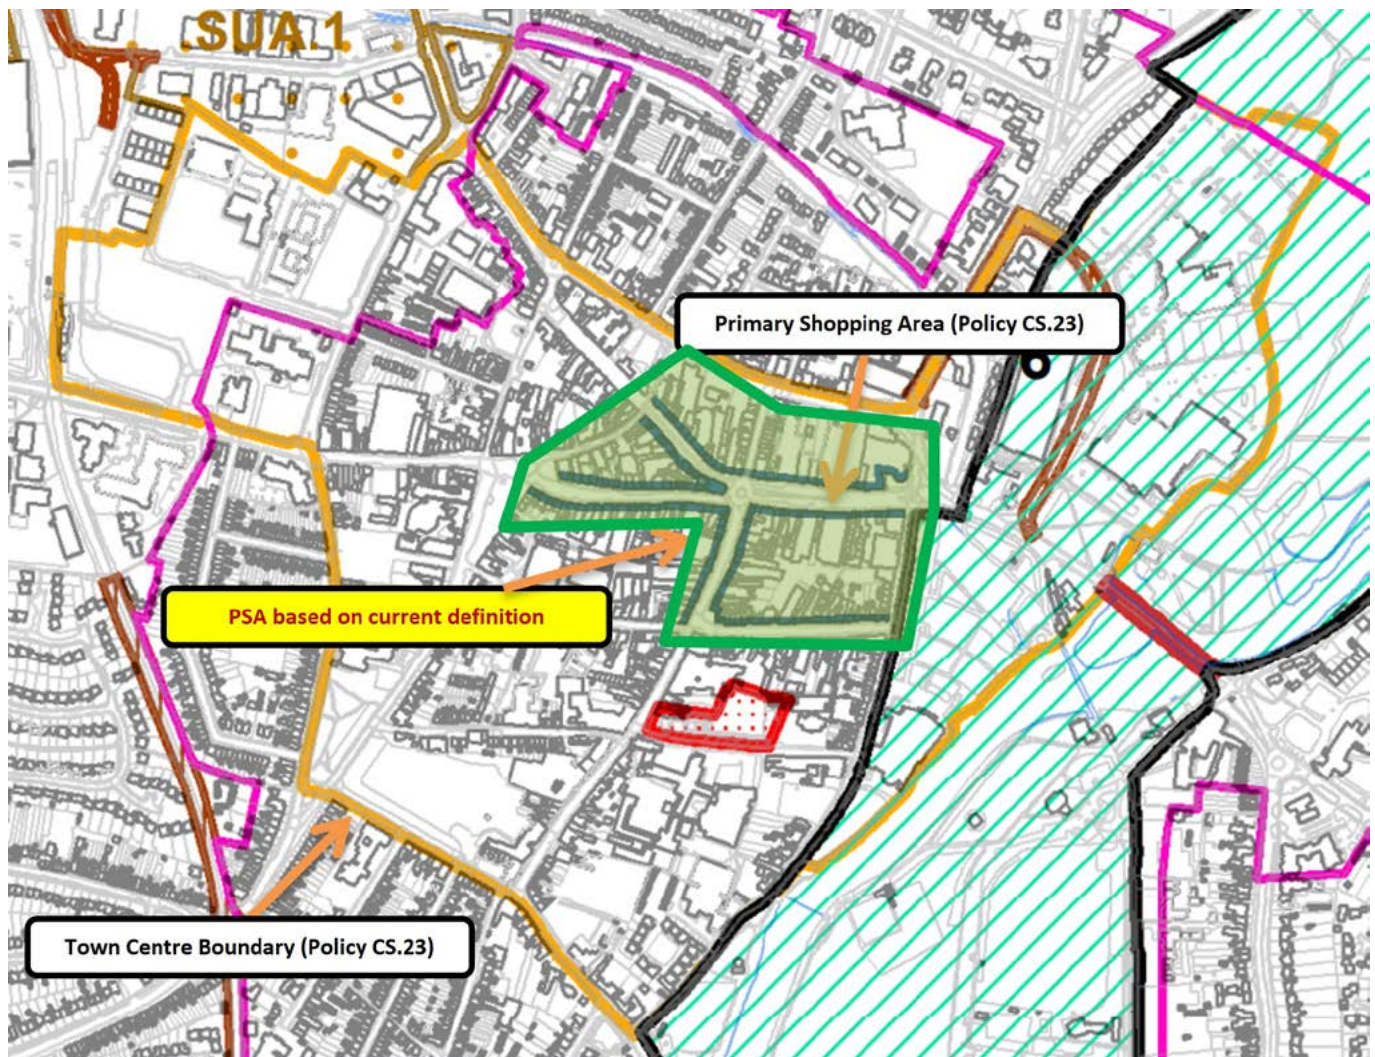 .SUA.1
Primary Shopping Area (Policy CS.23)
6
PSA based on current definition
Town Centre Boundary (Policy CS.23)